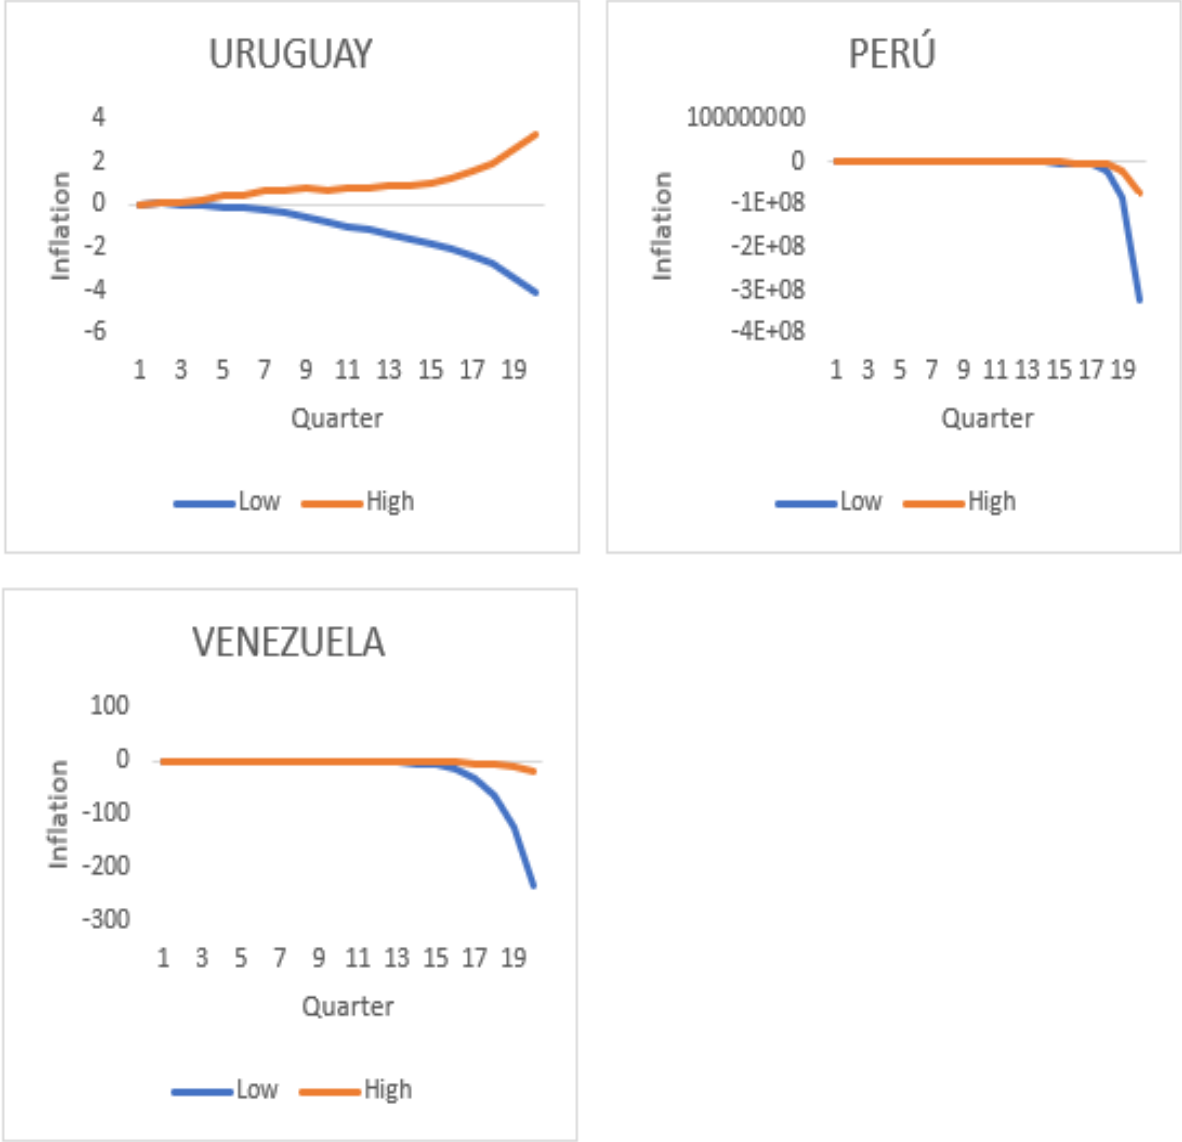 URUGUAY
4
2
0
-2
-4
-6
Inflation
1 3 5 7 9 11 13 15 17 19
Quarter
Low High
PERÚ
100000000
0
-1E+08
-2E+08
-3E+08
-4E+08
Inflation
1 3 5 7 9 11 13 15 17 19
Quarter
Low High
VENEZUELA
100
0
-100
-200
-300
Inflation
1 3 5 7 9 11 13 15 17 19
Quarter
Low High